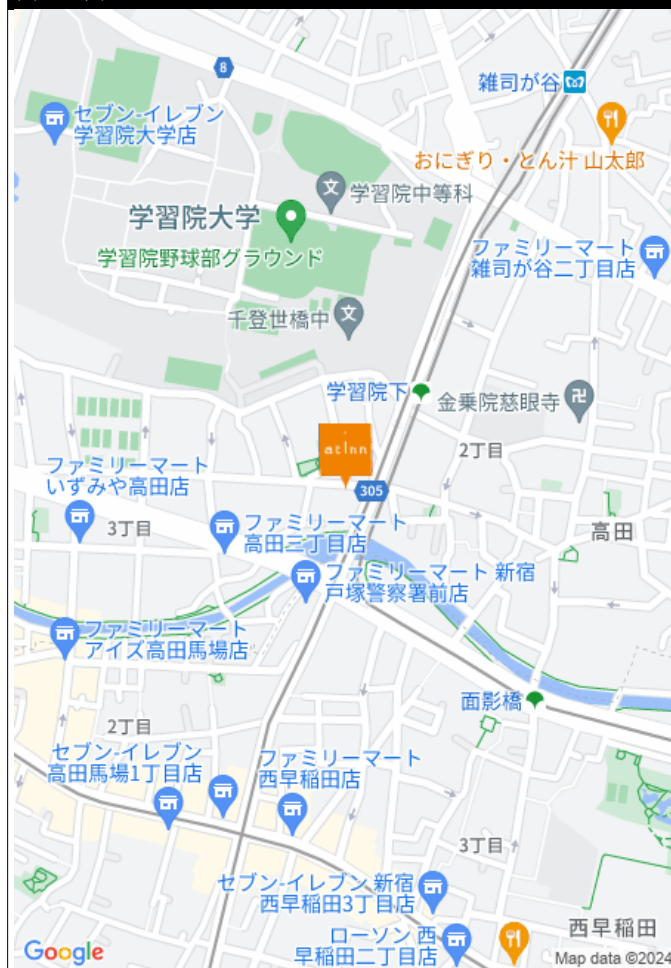 8
雑司が谷
セブン-イレブン
学習院大学店
おにぎり・とん汁 山太郎
学習院中等科
学習院大学
ファミリーマート
雑司が谷二丁目店
学習院野球部グラウンド
千登世橋中
学習院下
金乗院慈眼寺
卍
atinn
2丁目
ファミリーマート
いずみや高田店
305
3丁目
ファミリーマート
高田二丁目店
高田
ファミリーマート 新宿
戸塚警察署前店
ファミリーマート
アイズ高田馬場店
面影橋
2丁目
セブン-イレブン
高田馬場1丁目店
ファミリーマート
西早稲田店
3丁目
セブン-イレブン 新宿
西早稲田3丁目店
西早稲田
ローソン 西
早稲田二丁目店
Google
Map data ©2024